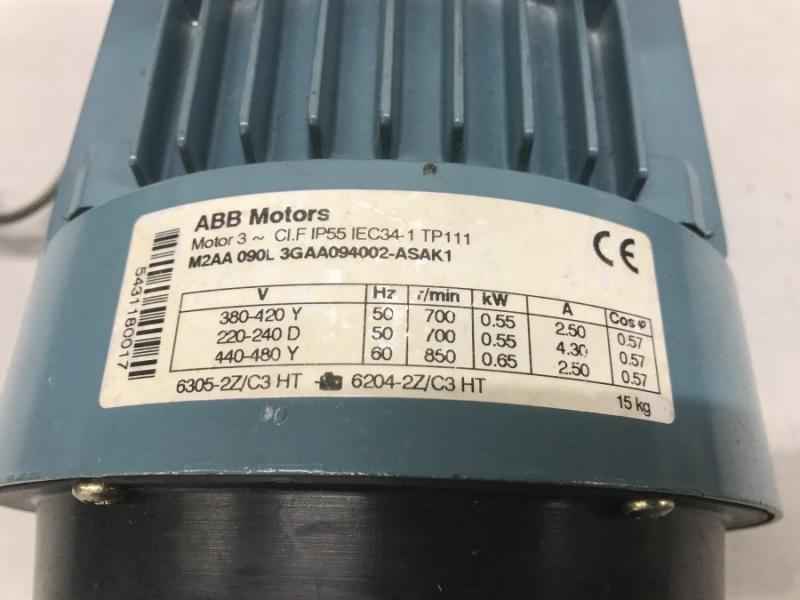 ABB Motors
Motor 3 ~ Cl.F IP55 IEC34-1 TP111
M2AA 090L 3GAA094002-ASAK1
CE
V Hz r/min kW A Cos φ
380-420 Y 50 700 0.55 2.50 0.57
220-240 D 50 700 0.55 4.30 0.57
440-480 Y 60 850 0.65 2.50 0.57
6305-2Z/C3 HT 6204-2Z/C3 HT
15 kg
5431180017